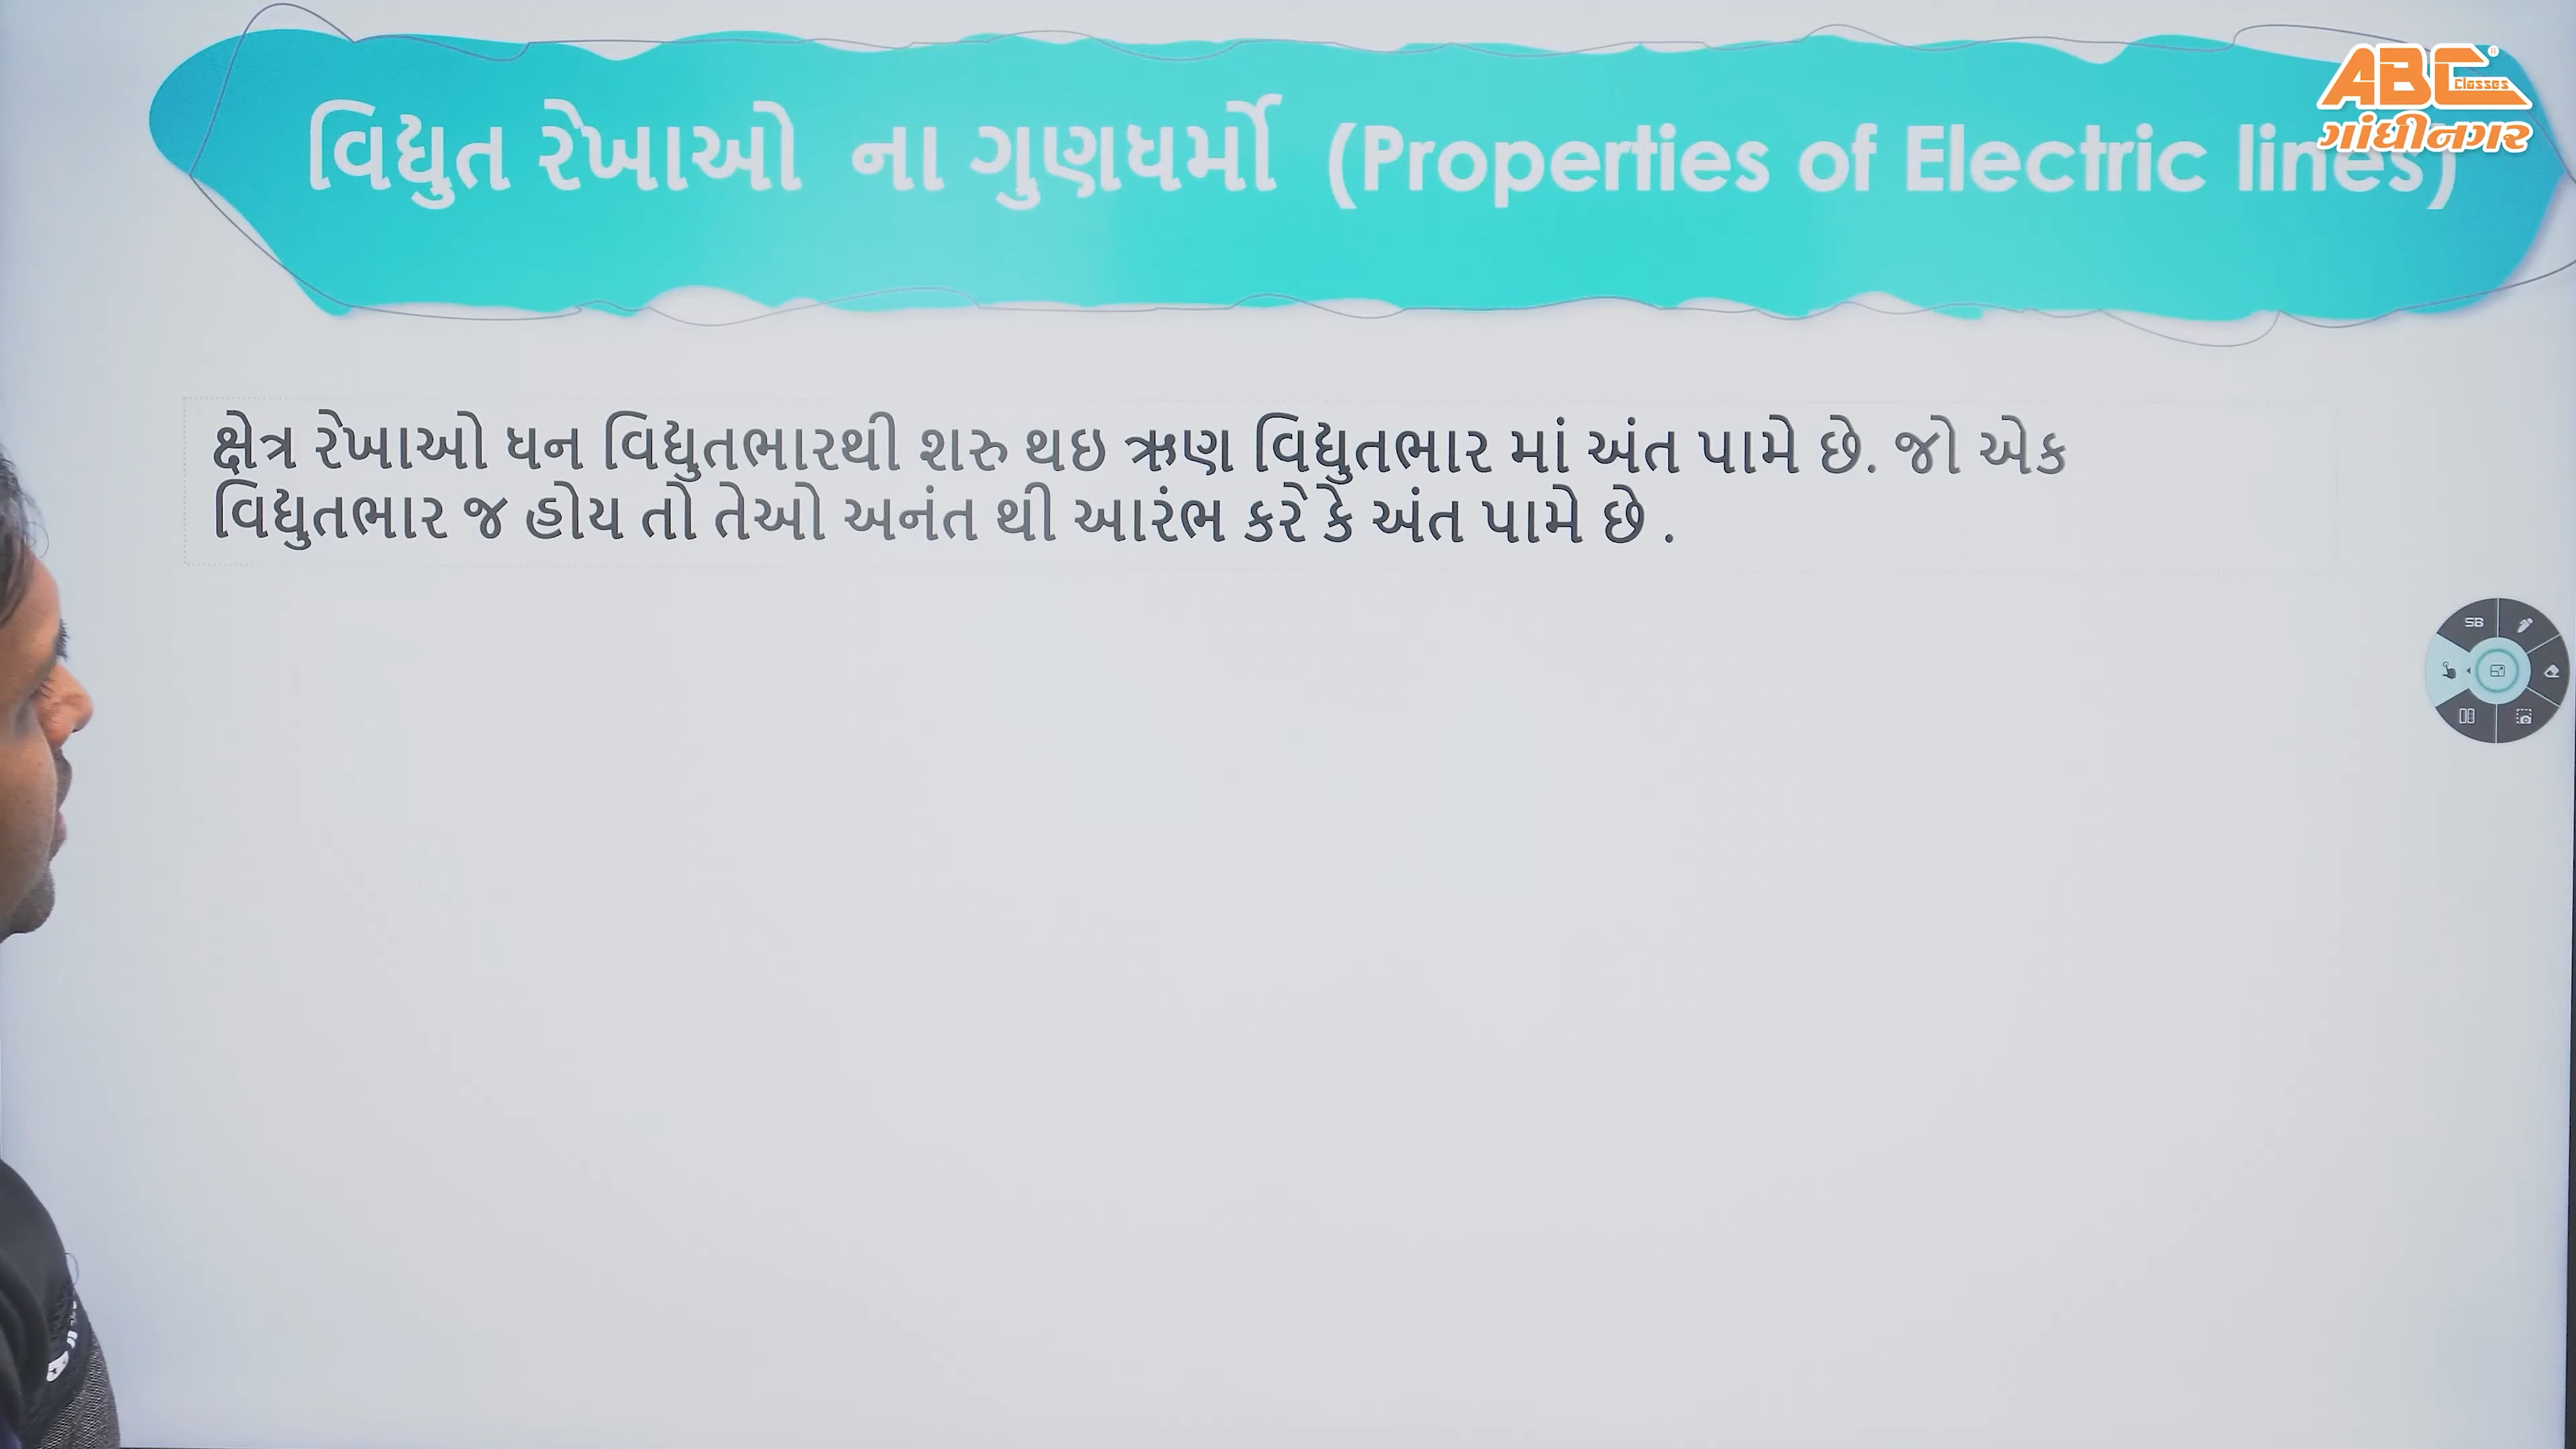 વિદ્યુત રેખાઓ ના ગુણધર્મો (Properties of Electric lines)
ABC Classes ®
ગાંધીનગર
ક્ષેત્ર રેખાઓ ધન વિદ્યુતભારથી શરુ થઇ ઋણ વિદ્યુતભાર માં અંત પામે છે. જો એક
વિદ્યુતભાર જ હોય તો તેઓ અનંત થી આરંભ કરે કે અંત પામે છે .
SB